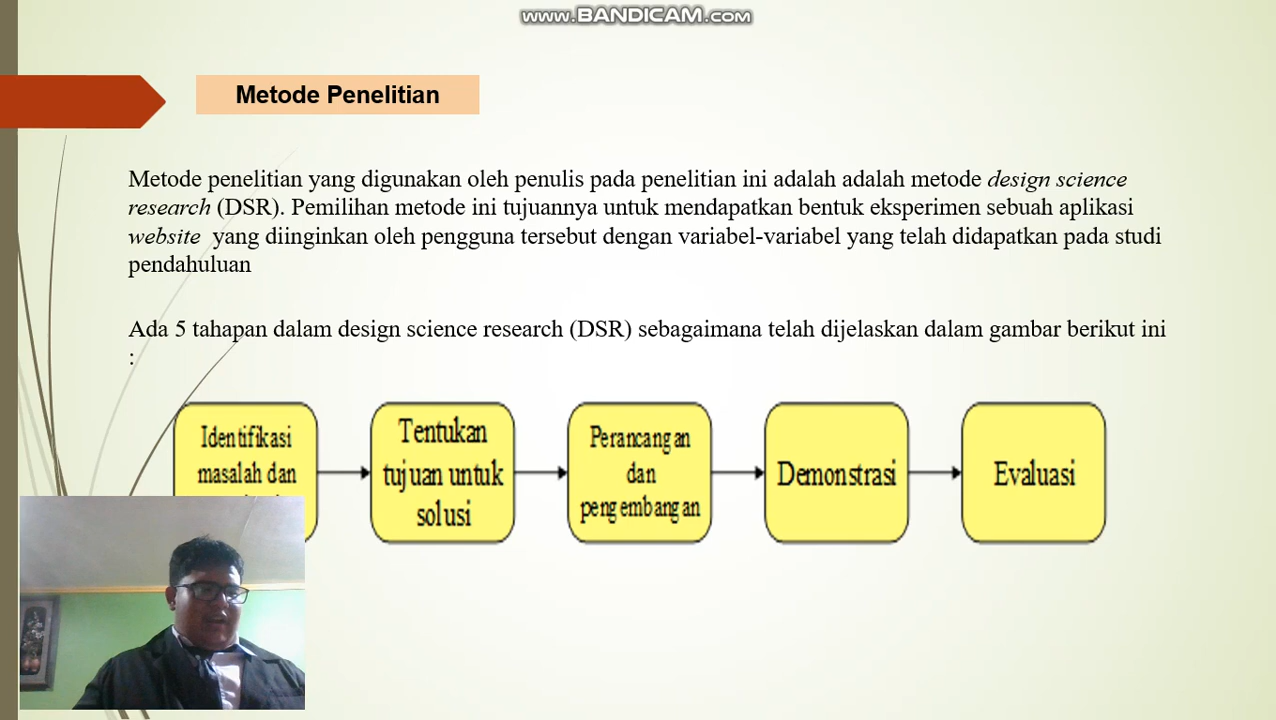 www.BANDICAM.com
Metode Penelitian
Metode penelitian yang digunakan oleh penulis pada penelitian ini adalah adalah metode design science
research (DSR). Pemilihan metode ini tujuannya untuk mendapatkan bentuk eksperimen sebuah aplikasi
website yang diinginkan oleh pengguna tersebut dengan variabel-variabel yang telah didapatkan pada studi
pendahuluan
Ada 5 tahapan dalam design science research (DSR) sebagaimana telah dijelaskan dalam gambar berikut ini
:
Identifikasi
masalah dan
Tentukan
tujuan untuk
solusi
Perancangan
dan
pengembangan
Demonstrasi
Evaluasi